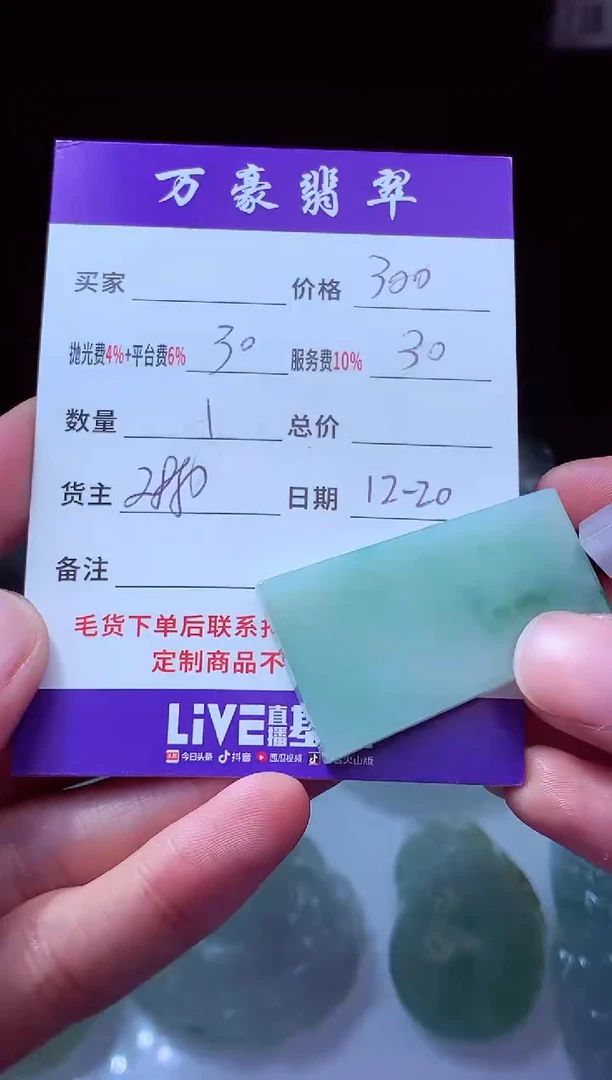 万豪翡翠
买家 价格 300
抛光费4%+平台费6% 30 服务费10% 30
数量 1 总价
货主 日期 12-20
备注
毛货下单后联系
定制商品不
LiVE直播
今日头条 抖音 西瓜视频 火山版